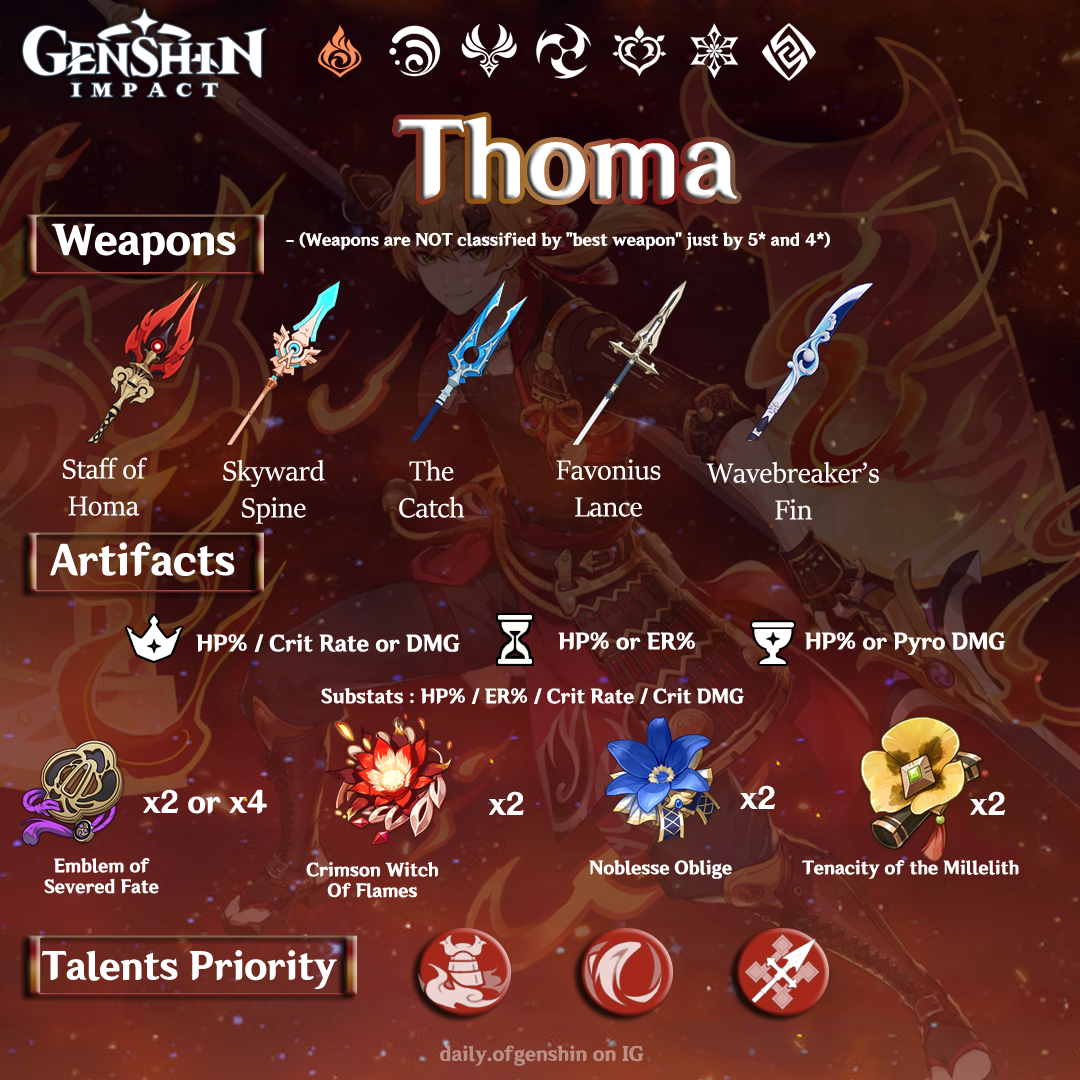 GENSHIN
IMPACT
Thoma
Weapons
- (Weapons are NOT classified by "best weapon" just by 5* and 4*)
Staff of
Homa
Skyward
Spine
The
Catch
Favonius
Lance
Wavebreaker's
Fin
Artifacts
HP% / Crit Rate or DMG
HP% or ER%
HP% or Pyro DMG
Substats : HP% / ER% / Crit Rate / Crit DMG
x2 or x4
x2
x2
x2
Emblem of
Severed Fate
Crimson Witch
Of Flames
Noblesse Oblige
Tenacity of the Millelith
Talents Priority
daily.ofgenshin on IG